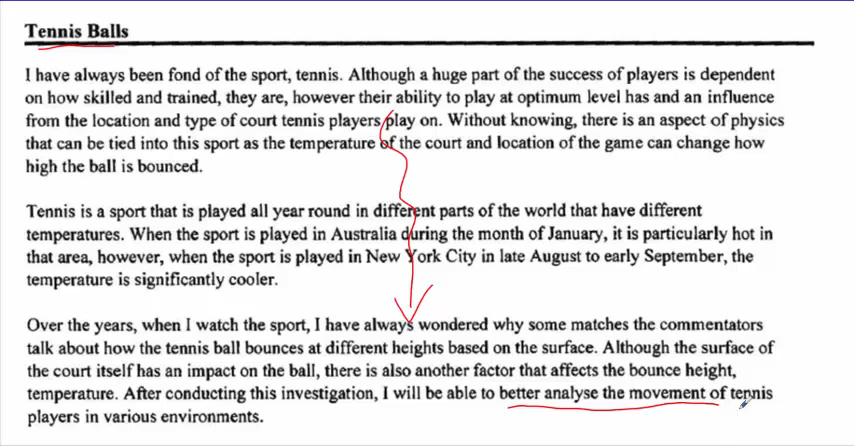 Tennis Balls
I have always been fond of the sport, tennis. Although a huge part of the success of players is dependent
on how skilled and trained, they are, however their ability to play at optimum level has and an influence
from the location and type of court tennis players play on. Without knowing, there is an aspect of physics
that can be tied into this sport as the temperature of the court and location of the game can change how
high the ball is bounced.
Tennis is a sport that is played all year round in different parts of the world that have different
temperatures. When the sport is played in Australia during the month of January, it is particularly hot in
that area, however, when the sport is played in New York City in late August to early September, the
temperature is significantly cooler.
Over the years, when I watch the sport, I have always wondered why some matches the commentators
talk about how the tennis ball bounces at different heights based on the surface. Although the surface of
the court itself has an impact on the ball, there is also another factor that affects the bounce height,
temperature. After conducting this investigation, I will be able to better analyse the movement of tennis
players in various environments.